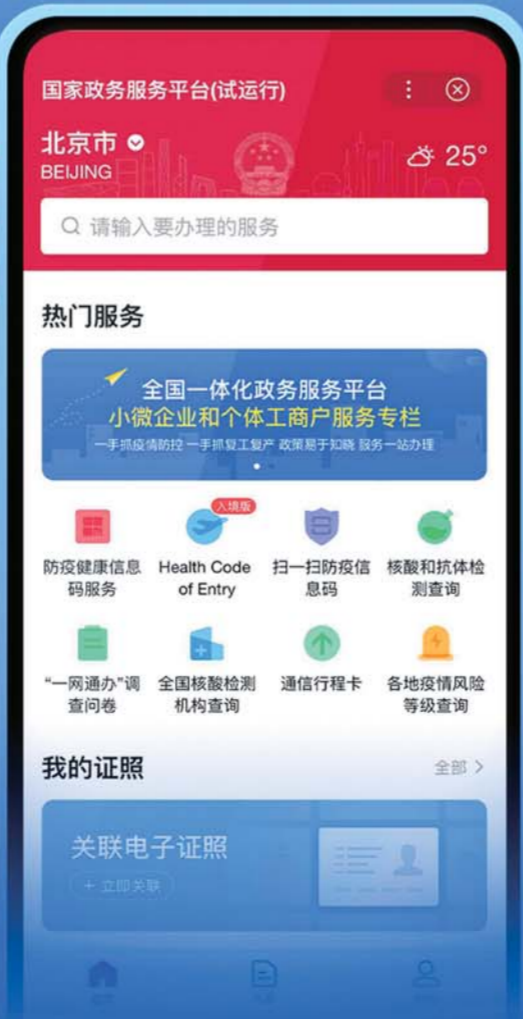 国家政务服务平台(试运行)
北京市
BEIJING
25°
请输入要办理的服务
热门服务
全国一体化政务服务平台
小微企业和个体工商户服务专栏
一手抓疫情防控 一手抓复工复产 政策易于知晓 服务一站办理
入境版
防疫健康信息 Health Code 扫一扫防疫信 核酸和抗体检
码服务 of Entry 息码 测查询
“一网通办”调 全国核酸检测 通信行程卡 各地疫情风险
查问卷 机构查询 等级查询
我的证照 全部 >
关联电子证照
+ 立即关联